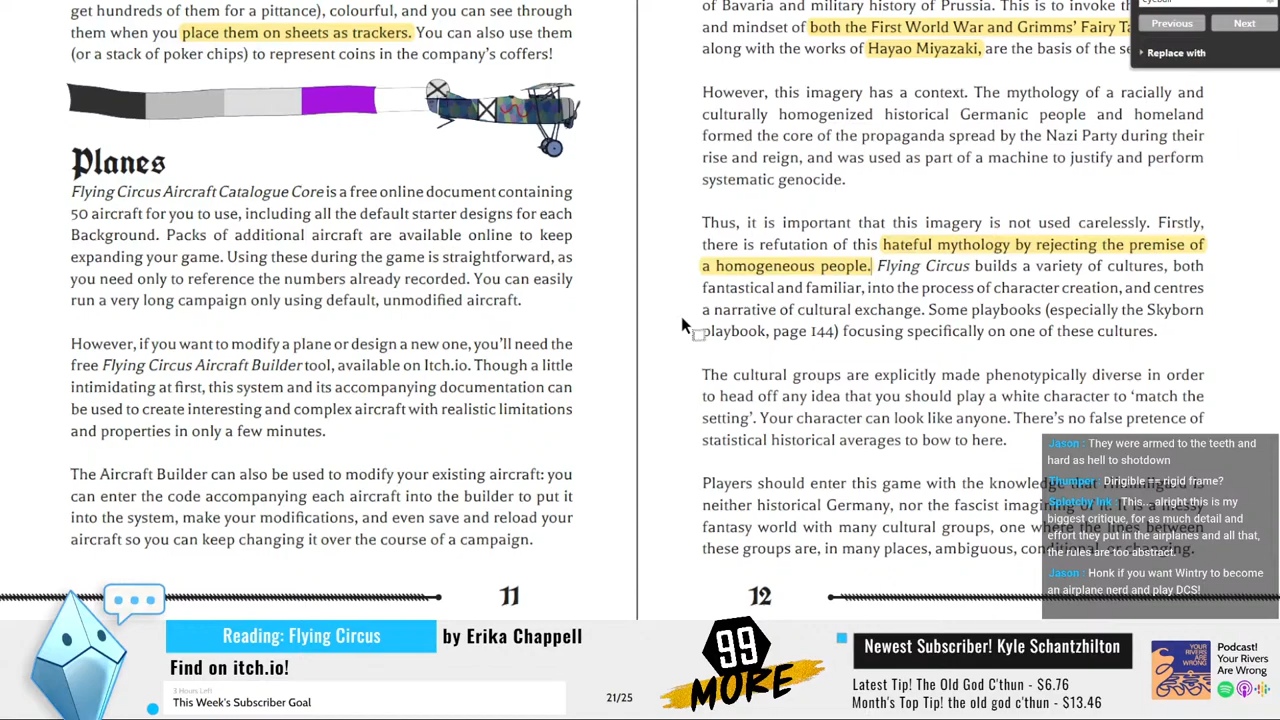 get hundreds of them for a pittance), colourful, and you can see through
them when you place them on sheets as trackers. You can also use them
(or a stack of poker chips) to represent coins in the company's coffers!
Planes
Flying Circus Aircraft Catalogue Core is a free online document containing
50 aircraft for you to use, including all the default starter designs for each
Background. Packs of additional aircraft are available online to keep
expanding your game. Using these during the game is straightforward, as
you need only to reference the numbers already recorded. You can easily
run a very long campaign only using default, unmodified aircraft.
However, if you want to modify a plane or design a new one, you'll need the
free Flying Circus Aircraft Builder tool, available on Itch.io. Though a little
intimidating at first, this system and its accompanying documentation can
be used to create interesting and complex aircraft with realistic limitations
and properties in only a few minutes.
The Aircraft Builder can also be used to modify your existing aircraft: you
can enter the code accompanying each aircraft into the builder to put it
into the system, make your modifications, and even save and reload your
aircraft so you can keep changing it over the course of a campaign.
11
of Bavaria and military history of Prussia. This is to invoke th
and mindset of both the First World War and Grimms' Fairy Ta
along with the works of Hayao Miyazaki, are the basis of the se
However, this imagery has a context. The mythology of a racially and
culturally homogenized historical Germanic people and homeland
formed the core of the propaganda spread by the Nazi Party during their
rise and reign, and was used as part of a machine to justify and perform
systematic genocide.
Thus, it is important that this imagery is not used carelessly. Firstly,
there is refutation of this hateful mythology by rejecting the premise of
a homogeneous people. Flying Circus builds a variety of cultures, both
fantastical and familiar, into the process of character creation, and centres
a narrative of cultural exchange. Some playbooks (especially the Skyborn
playbook, page 144) focusing specifically on one of these cultures.
The cultural groups are explicitly made phenotypically diverse in order
to head off any idea that you should play a white character to 'match the
setting'. Your character can look like anyone. There's no false pretence of
statistical historical averages to bow to here.
Players should enter this game with the knowledge that
neither historical Germany, nor the fascist imagining of it. It is a messy
fantasy world with many cultural groups, one where the lines between
these groups are, in many places, ambiguous, conditional or changing.
12
Previous
Next
Replace with
Jason : They were armed to the teeth and
hard as hell to shotdown
Thumper : Dirigible == rigid frame?
Splotchy Ink : This... alright this is my
biggest critique, for as much detail and
effort they put in the airplanes and all that,
the rules are too abstract.
Jason : Honk if you want Wintry to become
an airplane nerd and play DCS!
Reading: Flying Circus
by Erika Chappell
Find on itch.io!
3 Hours Left
This Week's Subscriber Goal
21/25
99
MORE
Newest Subscriber! Kyle Schantzhilton
Latest Tip! The Old God C'thun - $6.76
Month's Top Tip! the old god c'thun - $13.46
YOUR
RIVERS
ARE
WRONG
Podcast!
Your Rivers
Are Wrong